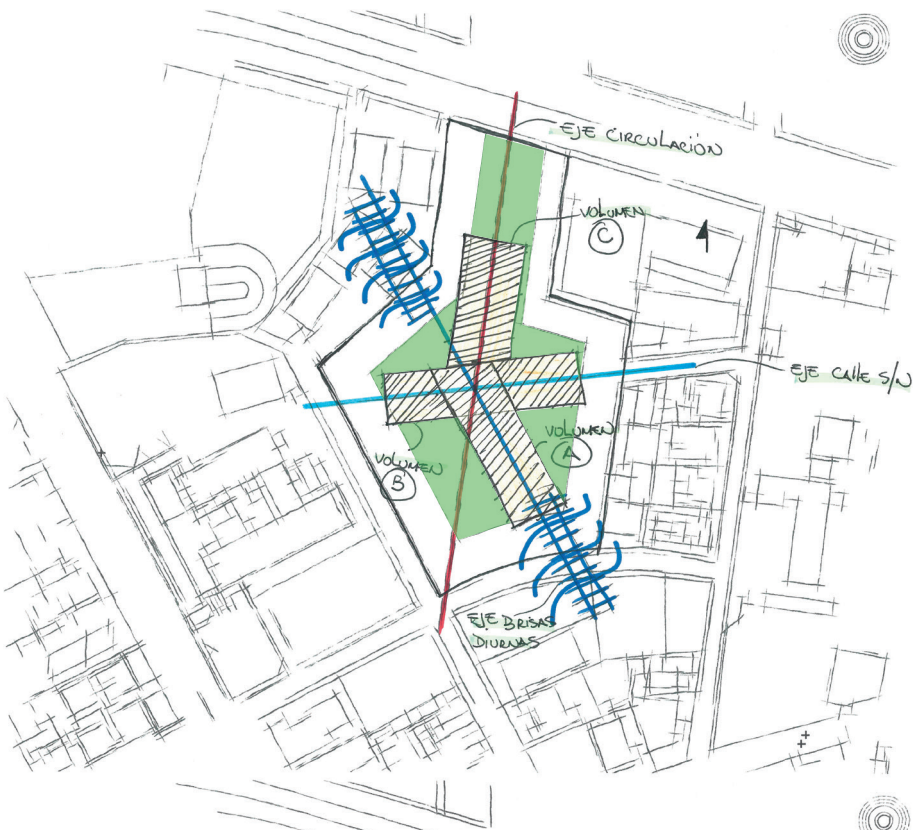 EJE CIRCULACIÓN
VOLUMEN
C
EJE CALLE S/N
VOLUMEN
A
VOLUMEN
B
EJE BRISAS
DIURNAS